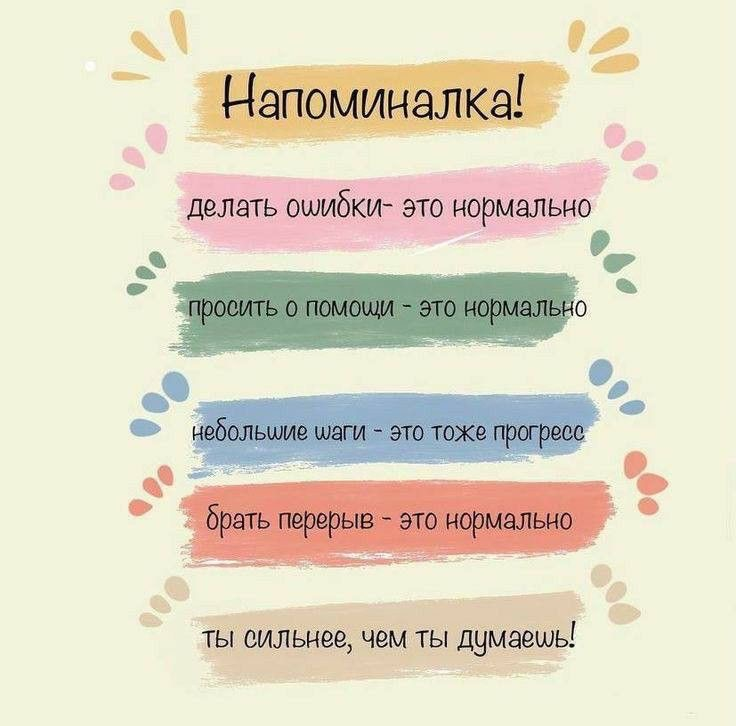 Напоминалка!
делать ошибки- это нормально
просить о помощи - это нормально
небольшие шаги - это тоже прогресс
брать перерыв - это нормально
ты сильнее, чем ты думаешь!